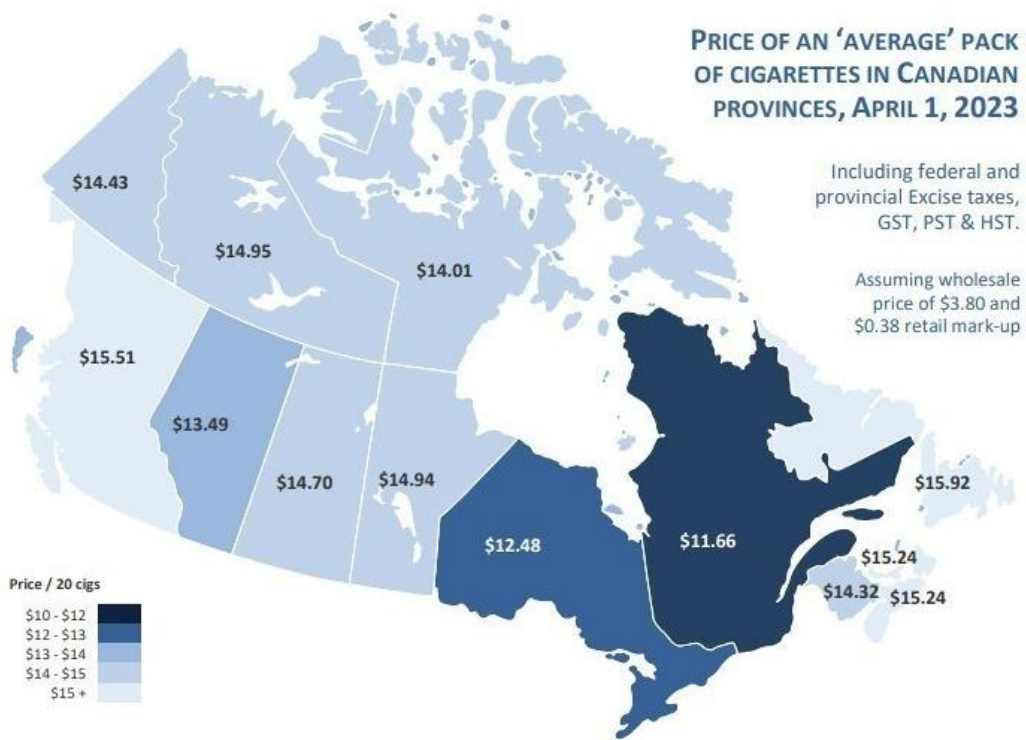 PRICE OF AN ‘AVERAGE’ PACK
OF CIGARETTES IN CANADIAN
PROVINCES, APRIL 1, 2023
Including federal and
provincial Excise taxes,
GST, PST & HST.
Assuming wholesale
price of $3.80 and
$0.38 retail mark-up
$14.43
$14.95
$14.01
$15.51
$13.49
$14.70
$14.94
$12.48
$11.66
$15.92
$15.24
$14.32
$15.24
Price / 20 cigs
$10 - $12
$12 - $13
$13 - $14
$14 - $15
$15 +